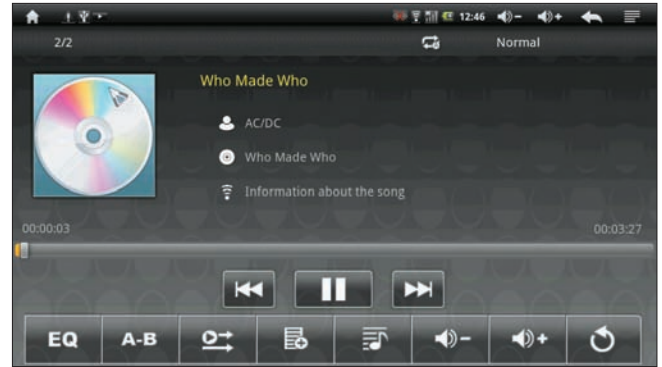 12:46
2/2
Normal
Who Made Who
AC/DC
Who Made Who
Information about the song
00:00:03
00:03:27
EQ
A-B